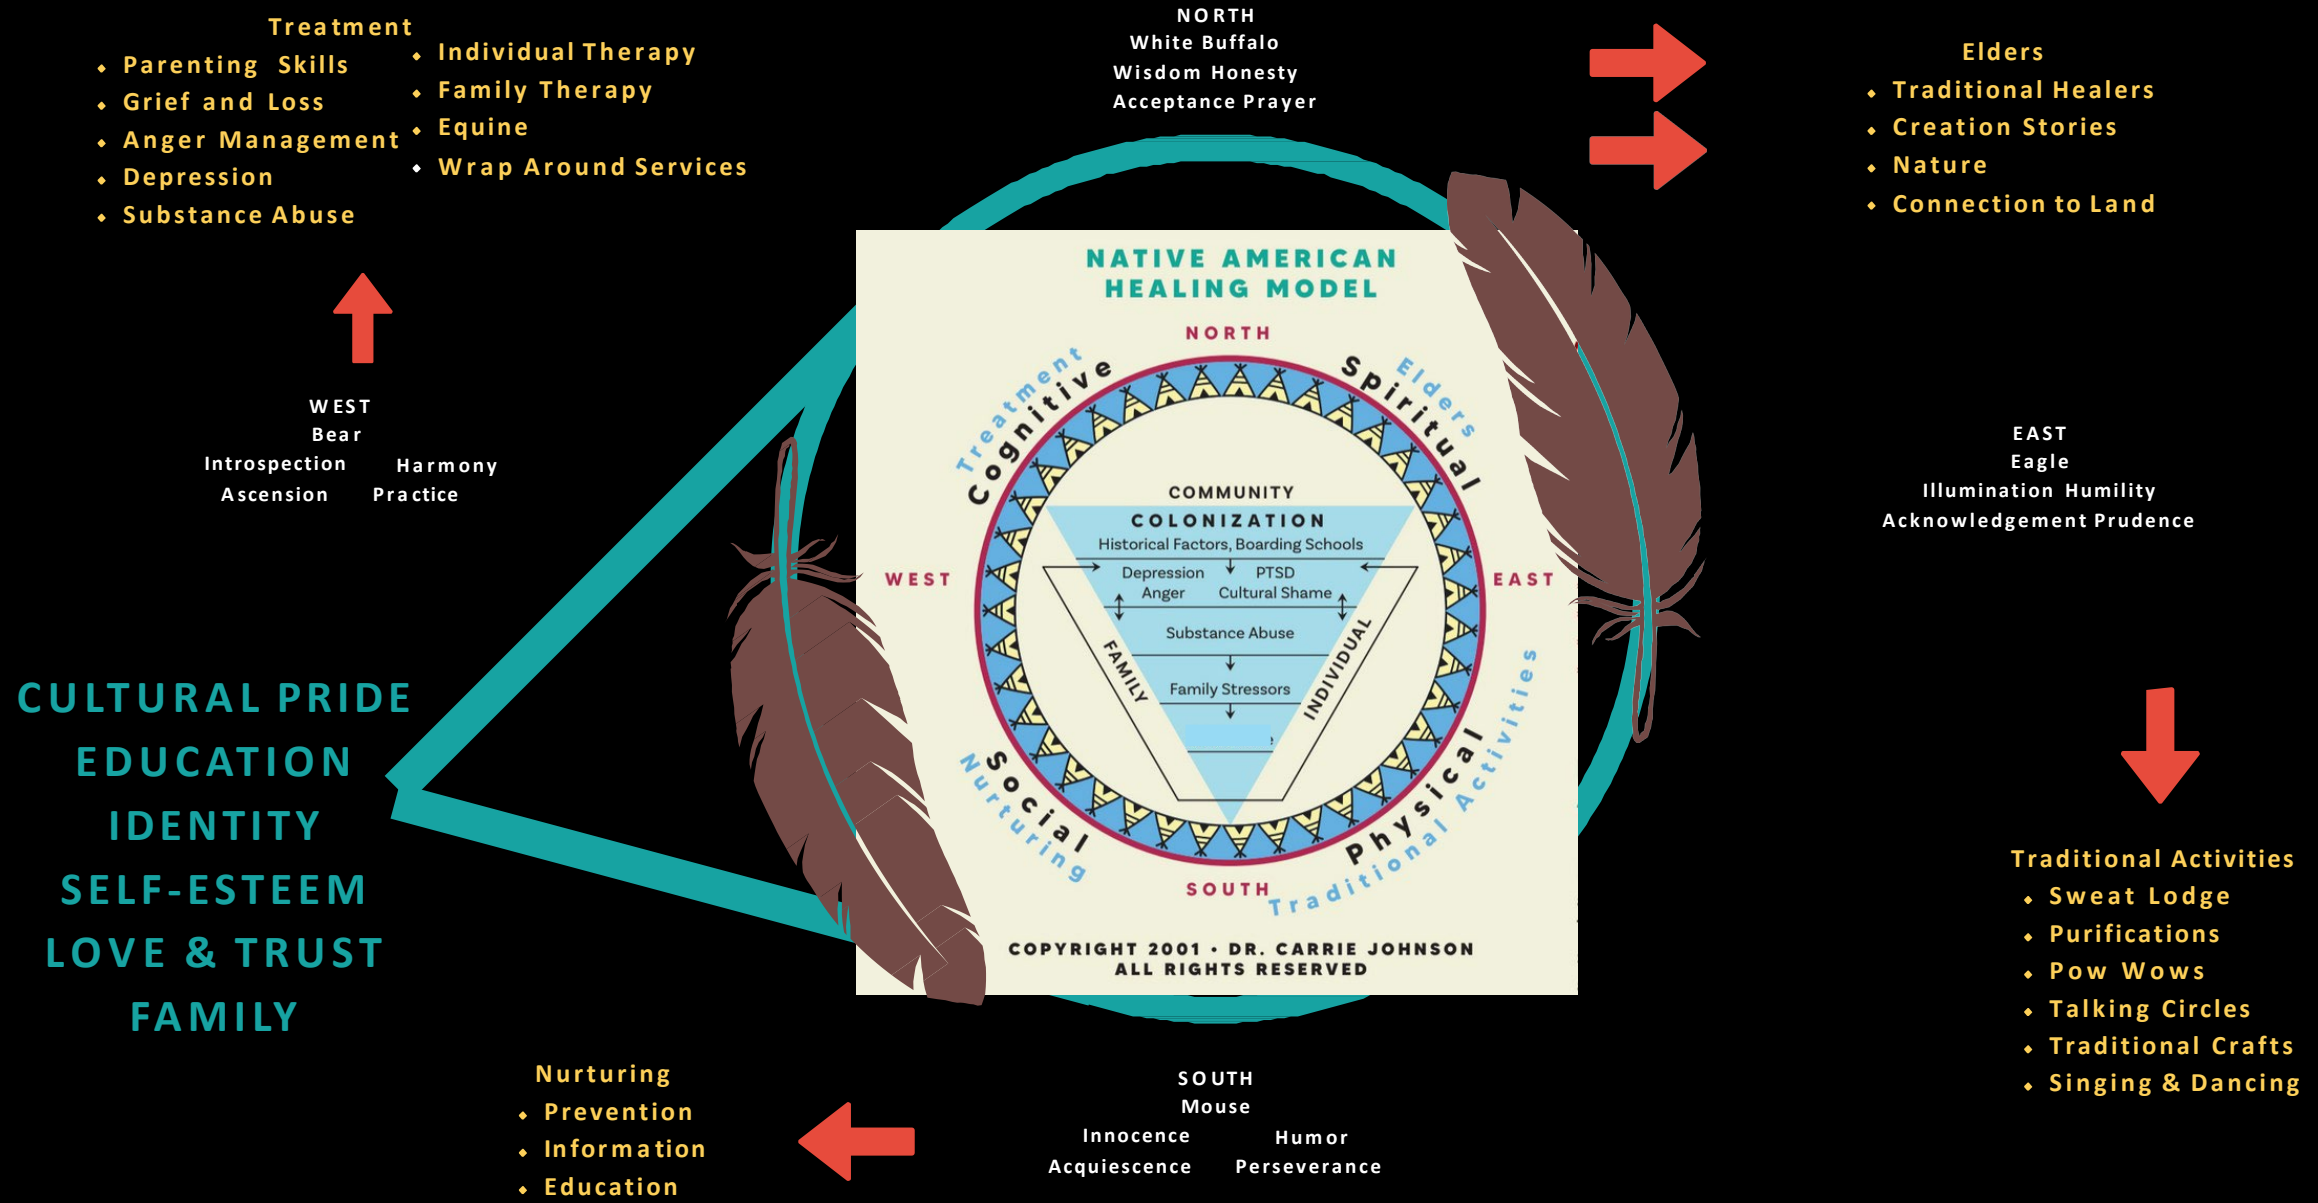 Treatment
Parenting Skills
Grief and Loss
Anger Management
Depression
Substance Abuse
Individual Therapy
Family Therapy
Equine
Wrap Around Services
NORTH
White Buffalo
Wisdom Honesty
Acceptance Prayer
Elders
Traditional Healers
Creation Stories
Nature
Connection to Land
WEST
Bear
Introspection Harmony
Ascension Practice
CULTURAL PRIDE
EDUCATION
IDENTITY
SELF-ESTEEM
LOVE & TRUST
FAMILY
NATIVE AMERICAN
HEALING MODEL
NORTH
Treatment
Cognitive
Spiritual
Elders
WEST
EAST
COMMUNITY
COLONIZATION
Historical Factors, Boarding Schools
Depression PTSD
Anger Cultural Shame
Substance Abuse
Family Stressors
FAMILY
INDIVIDUAL
Social
Nurturing
Physical
Traditional Activities
SOUTH
COPYRIGHT 2001 • DR. CARRIE JOHNSON
ALL RIGHTS RESERVED
EAST
Eagle
Illumination Humility
Acknowledgement Prudence
Traditional Activities
Sweat Lodge
Purifications
Pow Wows
Talking Circles
Traditional Crafts
Singing & Dancing
SOUTH
Mouse
Innocence Humor
Acquiescence Perseverance
Nurturing
Prevention
Information
Education